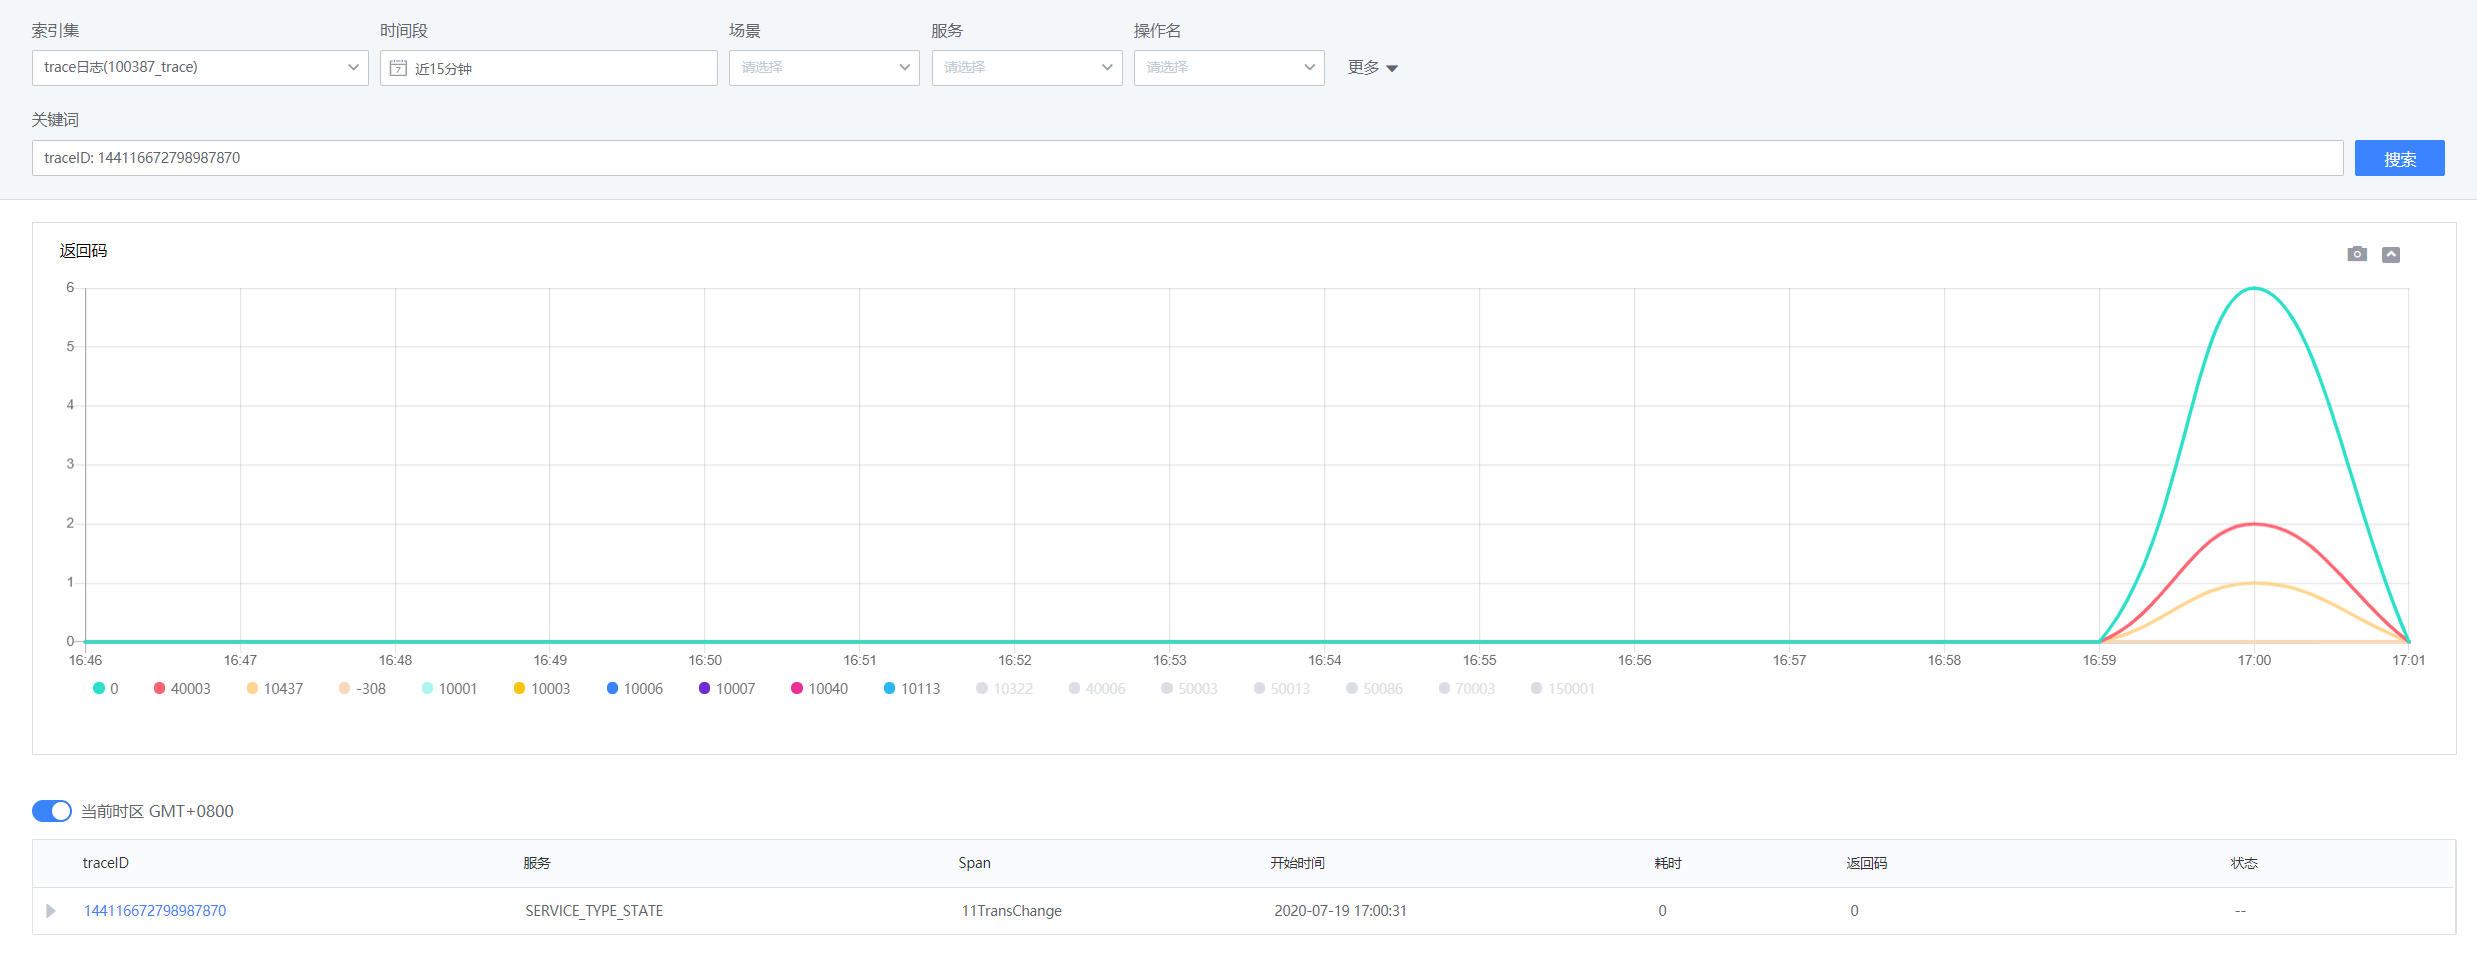 索引集 时间段 场景 服务 操作名
trace日志(100387_trace) 7 近15分钟 请选择 请选择 请选择 更多
关键词
traceID: 144116672798987870 搜索
返回码
6
5
4
3
2
1
0
16:46 16:47 16:48 16:49 16:50 16:51 16:52 16:53 16:54 16:55 16:56 16:57 16:58 16:59 17:00 17:01
0 40003 10437 -308 10001 10003 10006 10007 10040 10113 10322 40006 50003 50013 50086 70003 150001
当前时区 GMT+0800
traceID 服务 Span 开始时间 耗时 返回码 状态
144116672798987870 SERVICE_TYPE_STATE 11TransChange 2020-07-19 17:00:31 0 0 --